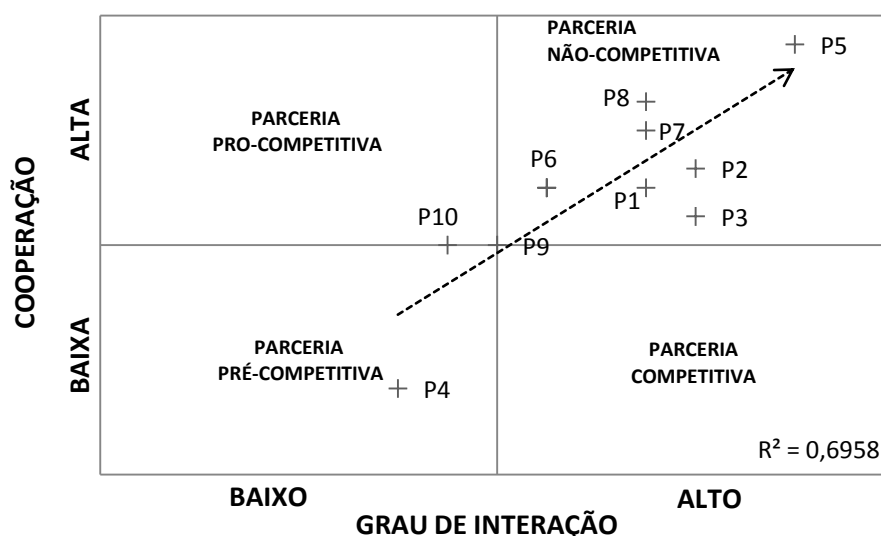 PARCERIA
NÃO-COMPETITIVA
P5
P8
PARCERIA
PRO-COMPETITIVA
P7
ALTA
P6
P2
P1
P10
P3
COOPERAÇÃO
P9
PARCERIA
PRÉ-COMPETITIVA
PARCERIA
COMPETITIVA
BAIXA
P4
R² = 0,6958
BAIXO
ALTO
GRAU DE INTERAÇÃO